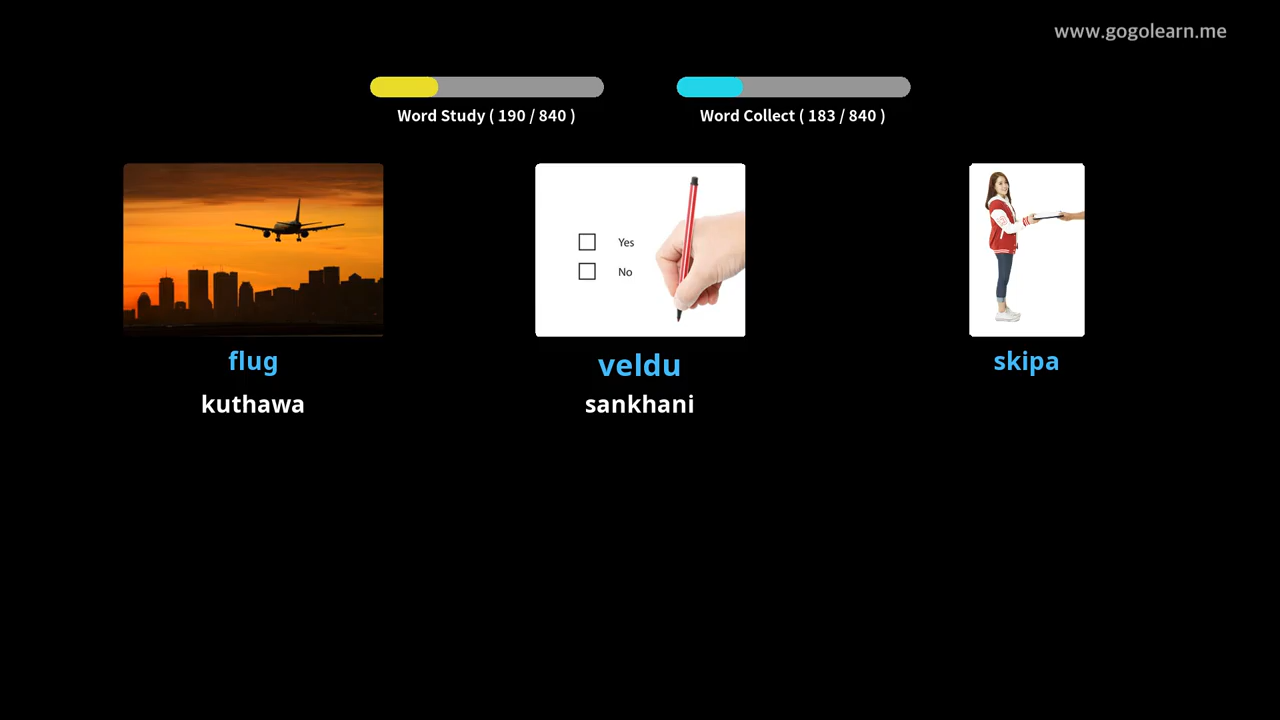 www.gogolearn.me
Word Study ( 190 / 840 )
Word Collect ( 183 / 840 )
Yes
No
flug
veldu
skipa
kuthawa
sankhani